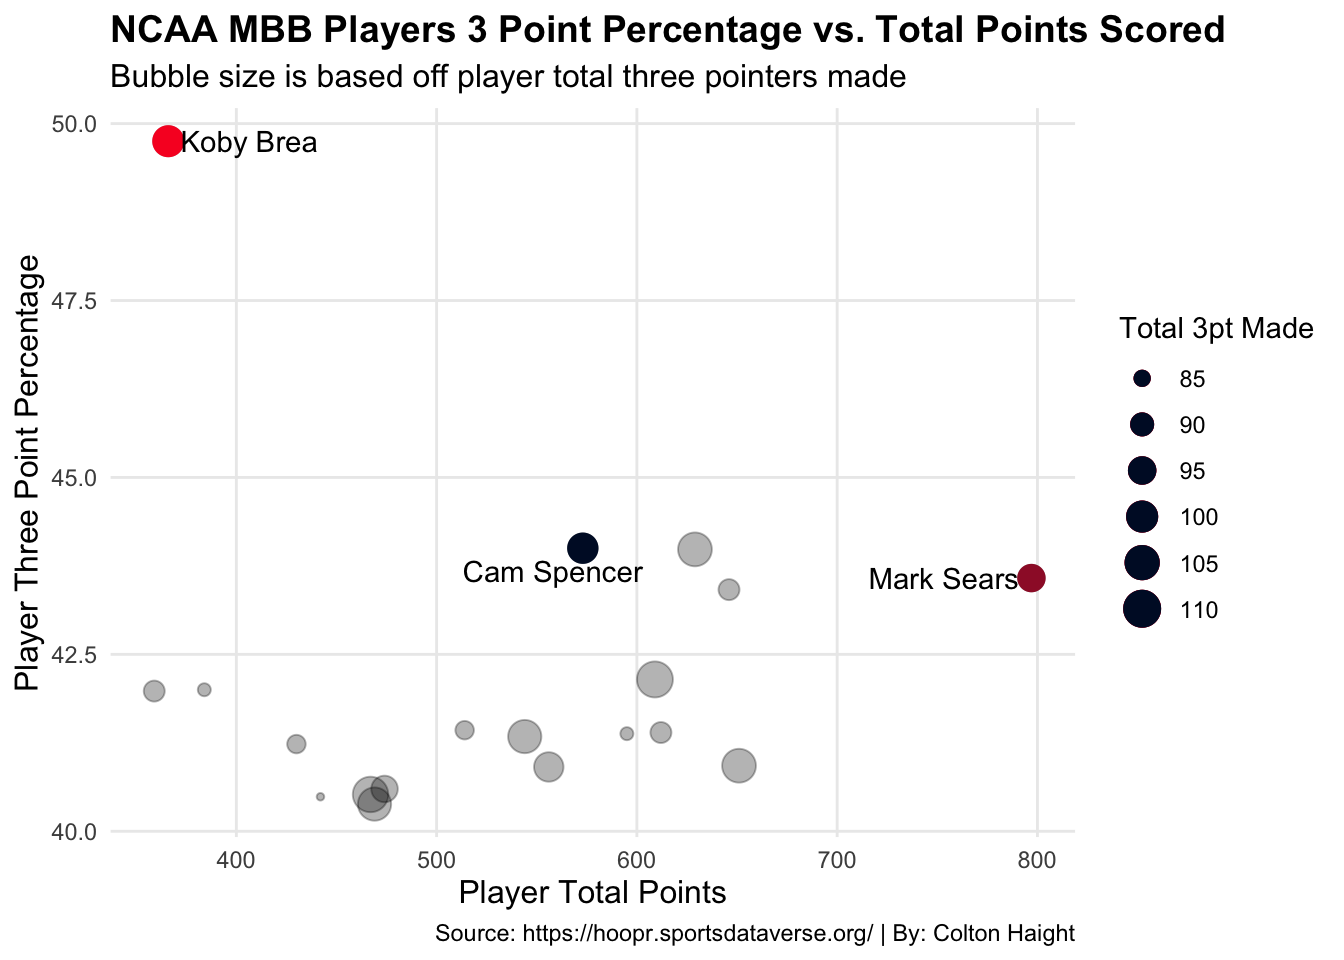 NCAA MBB Players 3 Point Percentage vs. Total Points Scored
Bubble size is based off player total three pointers made
50.0
47.5
45.0
42.5
40.0
Player Three Point Percentage
Koby Brea
Cam Spencer
Mark Sears
400
500
600
700
800
Player Total Points
Total 3pt Made
85
90
95
100
105
110
Source: https://hoopr.sportsdataverse.org/ | By: Colton Haight